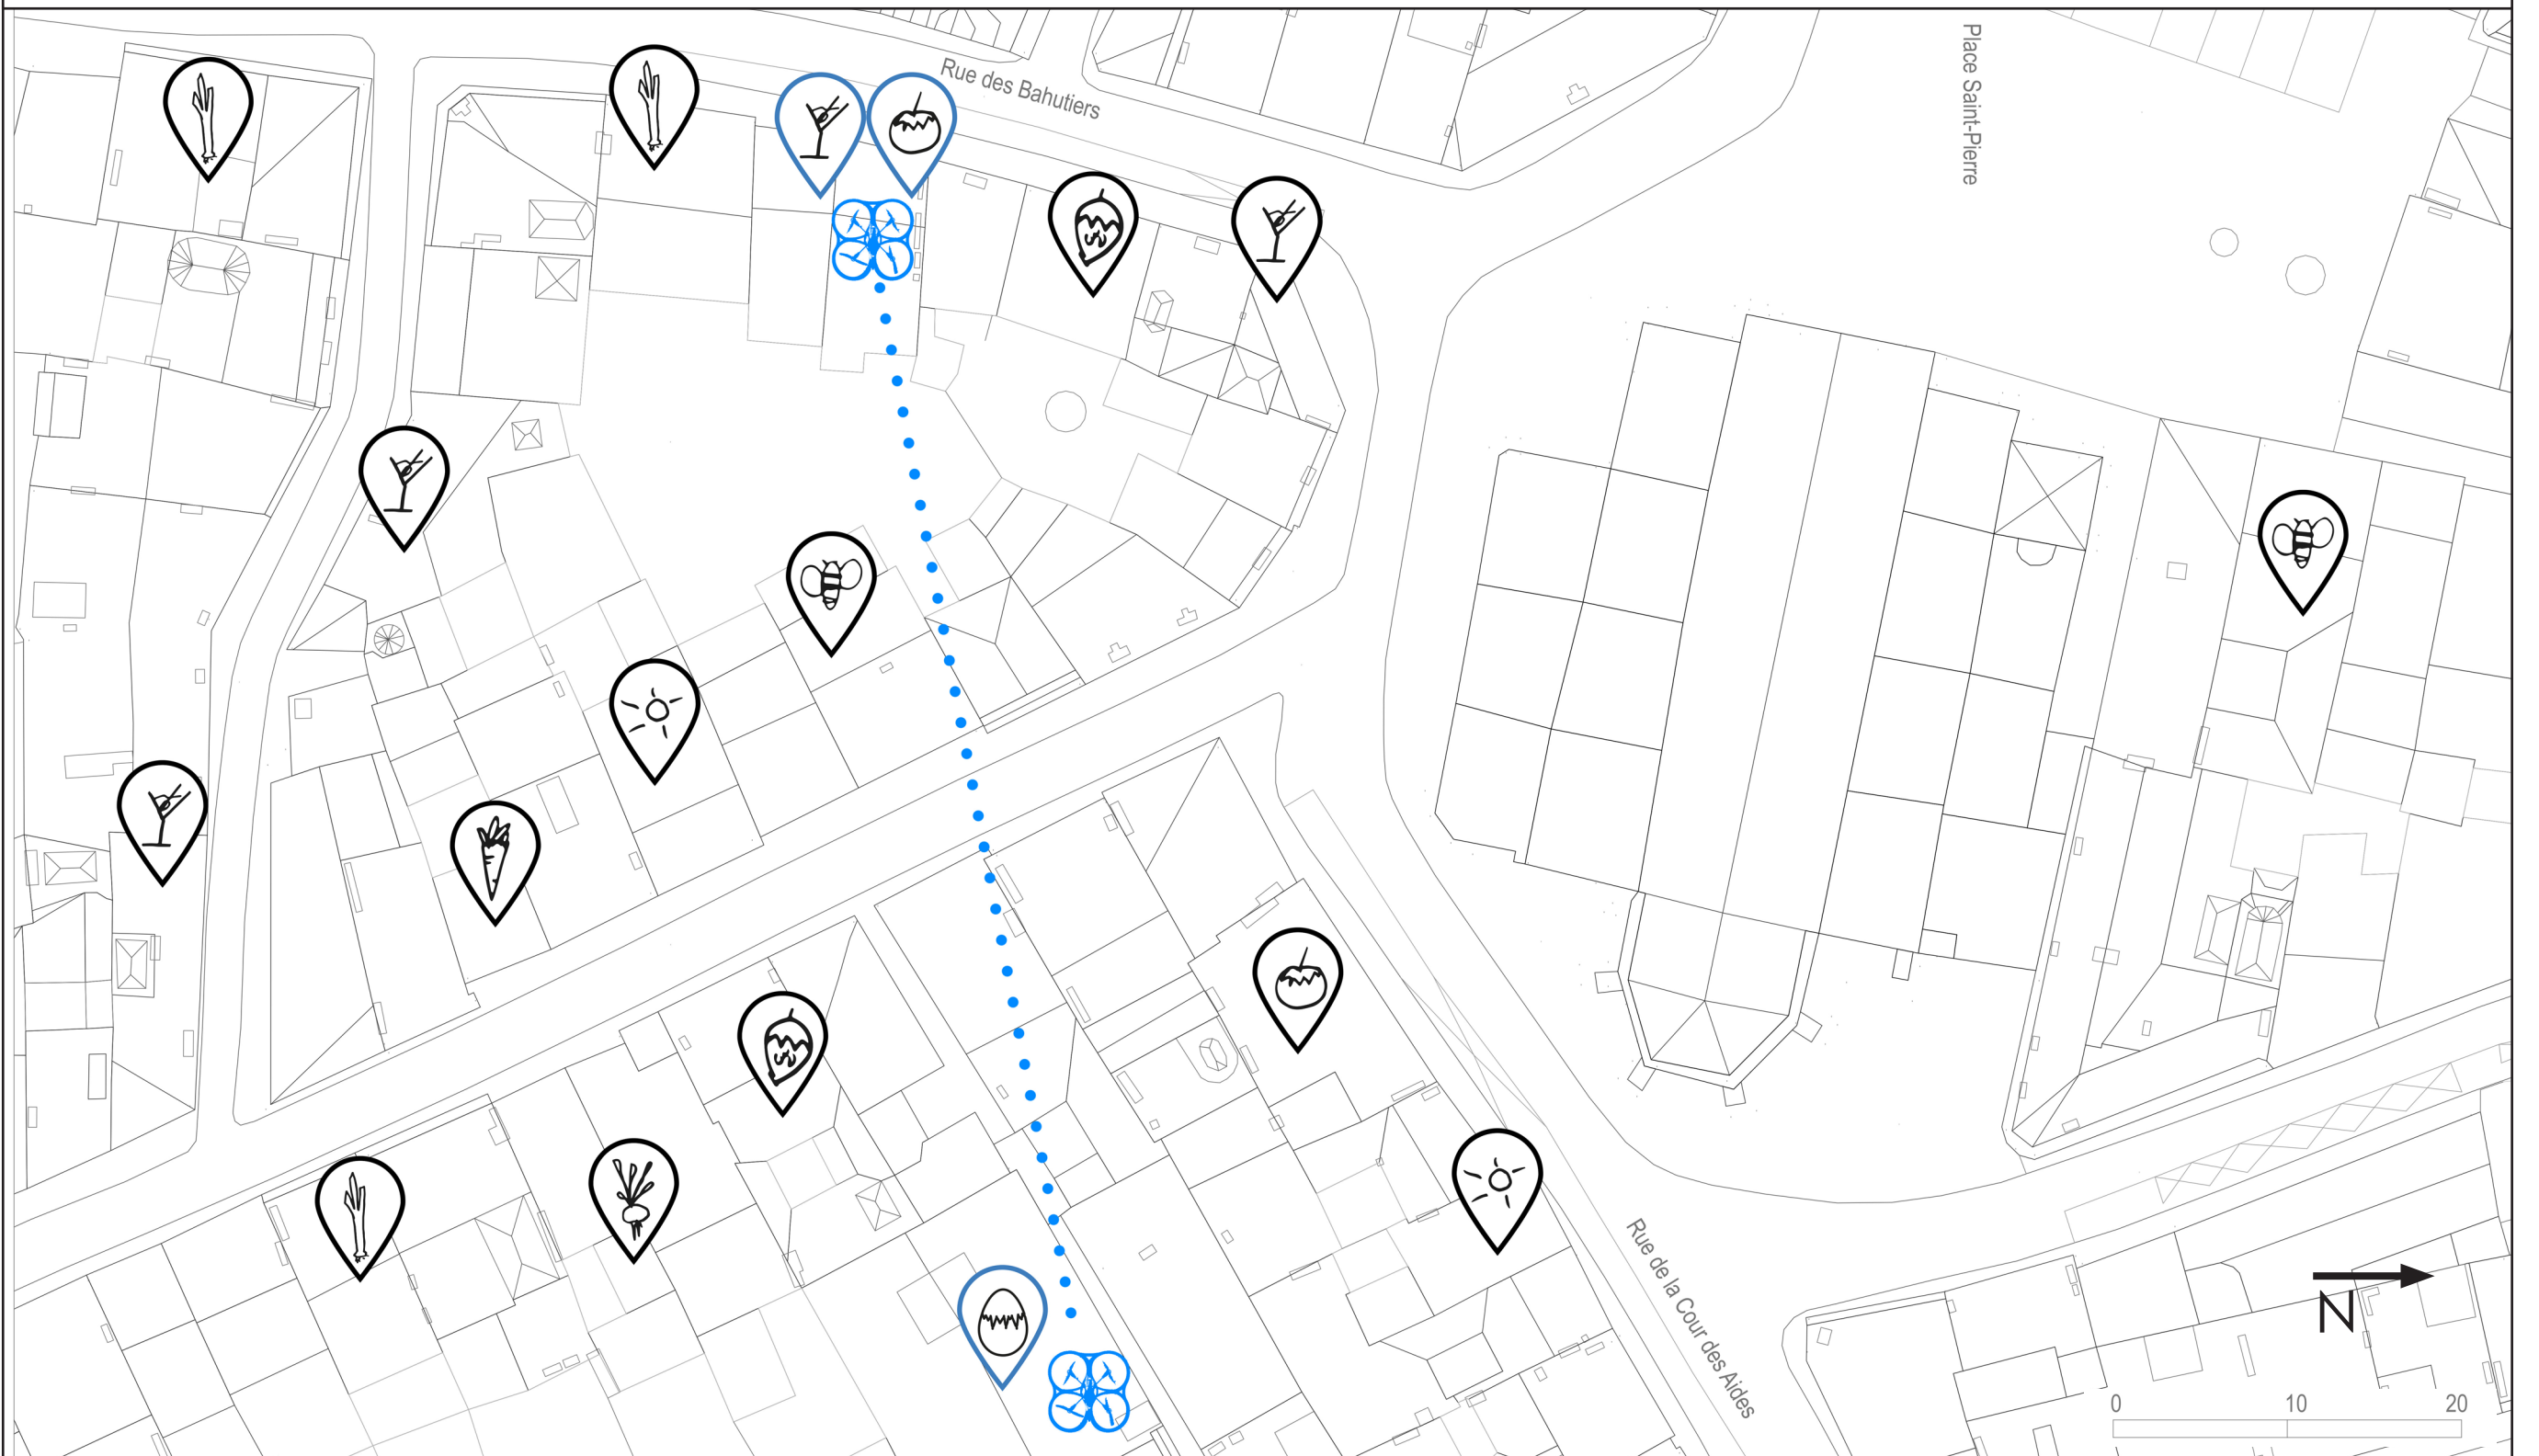 Rue des Bahutiers
Place Saint-Pierre
Rue de la Cour des Aides
N
0 10 20